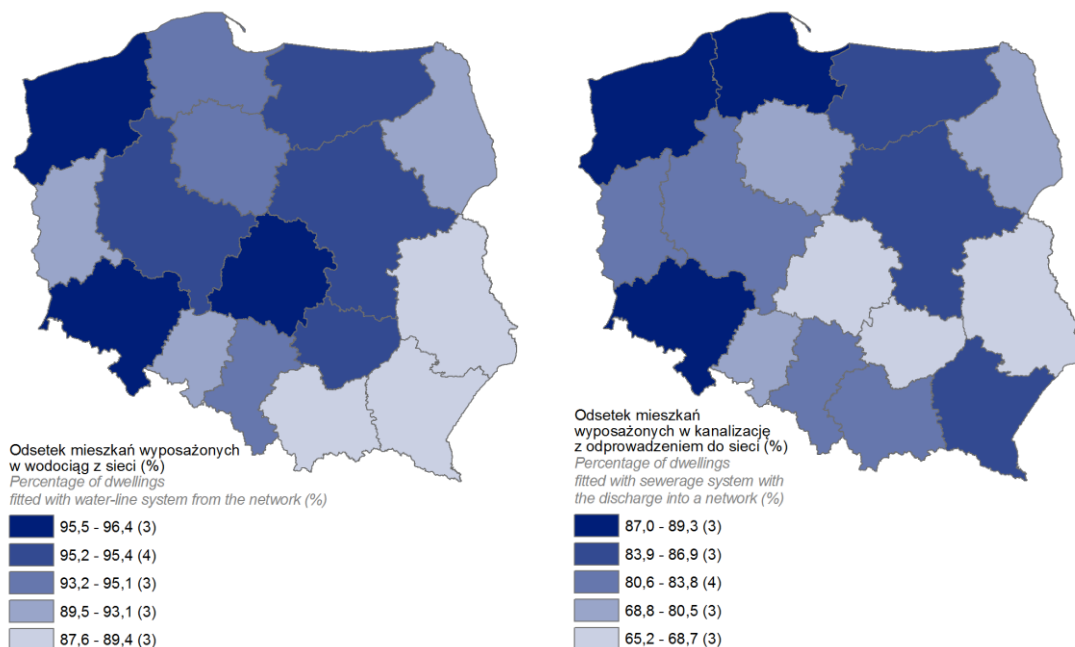 Odsetek mieszkań wyposażonych
w wodociąg z sieci (%)
Percentage of dwellings
fitted with water-line system from the network (%)
95,5 - 96,4 (3)
95,2 - 95,4 (4)
93,2 - 95,1 (3)
89,5 - 93,1 (3)
87,6 - 89,4 (3)
Odsetek mieszkań
wyposażonych w kanalizację
z odprowadzeniem do sieci (%)
Percentage of dwellings
fitted with sewerage system with
the discharge into a network (%)
87,0 - 89,3 (3)
83,9 - 86,9 (3)
80,6 - 83,8 (4)
68,8 - 80,5 (3)
65,2 - 68,7 (3)